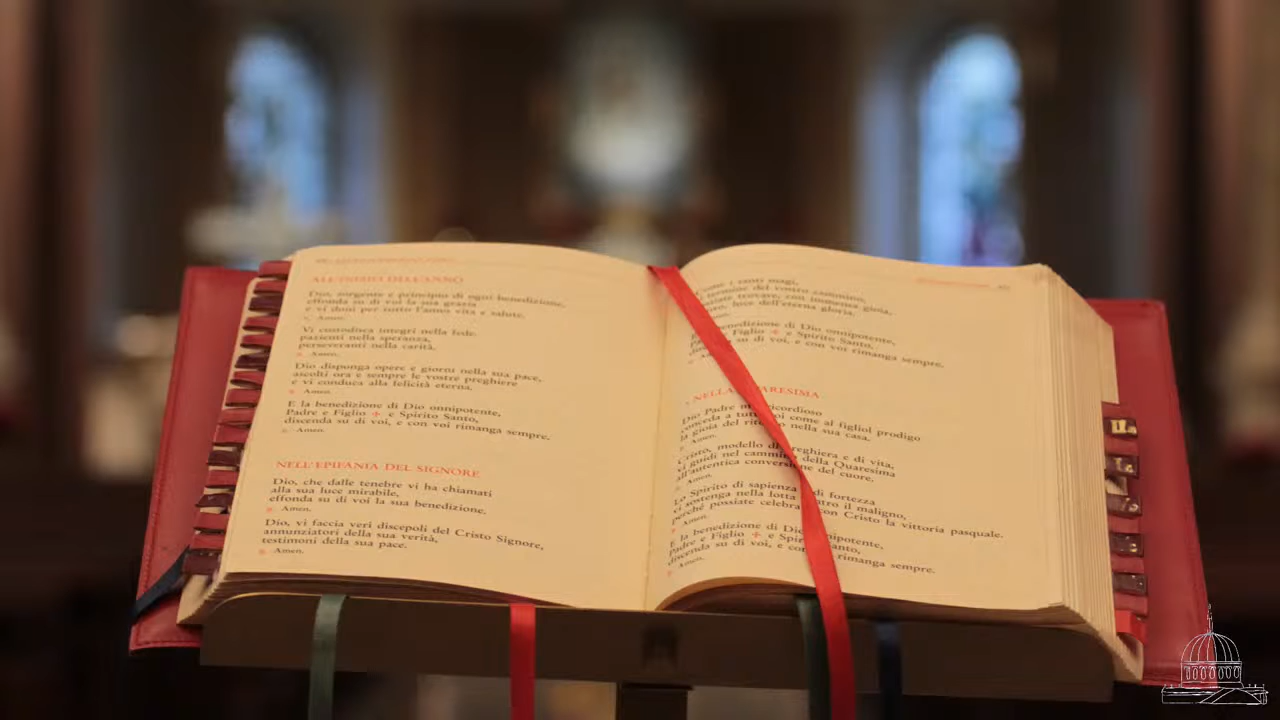 ALL'INIZIO DELL'ANNO
Dio, sorgente e principio di ogni benedizione,
effonda su di voi la sua grazia
e vi doni per tutto l'anno vita e salute.
Amen.
Vi custodisca integri nella fede.
pazienti nella speranza,
perseveranti nella carità.
Amen.
Dio disponga opere e giorni nella sua pace,
ascolti ora e sempre le vostre preghiere
e vi conduca alla felicità eterna.
Amen.
E la benedizione di Dio onnipotente,
Padre e Figlio + e Spirito Santo,
discenda su di voi, e con voi rimanga sempre.
Amen.
NELL'EPIFANIA DEL SIGNORE
Dio, che dalle tenebre vi ha chiamati
alla sua luce mirabile,
effonda su di voi la sua benedizione.
Amen.
Dio, vi faccia veri discepoli del Cristo Signore,
annunziatori della sua verità,
testimoni della sua pace.
Amen.
Come i santi magi,
termine del vostro cammino,
possiate trovare, con immensa gioia,
luce dell'eterna gloria.
benedizione di Dio onnipotente,
Padre e Figlio + e Spirito Santo,
discenda su di voi, e con voi rimanga sempre.
NELLA QUARESIMA
Dio Padre misericordioso
conceda a tutti voi come al figliol prodigo
la gioia del ritorno nella sua casa.
Amen.
Cristo, modello di preghiera e di vita,
vi guidi nel cammino della Quaresima
all'autentica conversione del cuore.
Amen.
Lo Spirito di sapienza di fortezza
vi sostenga nella lotta contro il maligno,
perché possiate celebrare con Cristo la vittoria pasquale.
Amen.
E la benedizione di Dio onnipotente,
Padre e Figlio + e Spirito Santo,
discenda su di voi, e con voi rimanga sempre.
Amen.